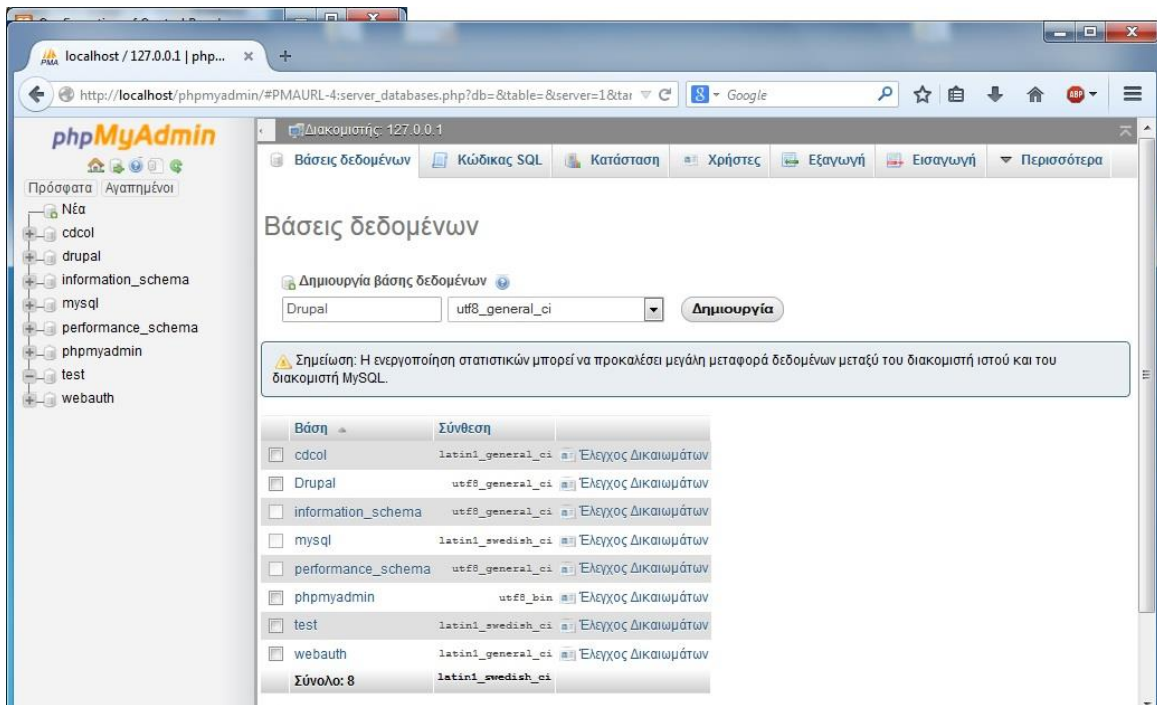 localhost / 127.0.0.1 | php...
http://localhost/phpmyadmin/#PMAURL-4:server_databases.php?db=&table=&server=1&tar
Google
ABP
phpMyAdmin
Πρόσφατα Αγαπημένοι
Νέα
cdcol
drupal
information_schema
mysql
performance_schema
phpmyadmin
test
webauth
Διακομιστής: 127.0.0.1
Βάσεις δεδομένων Κώδικας SQL Κατάσταση Χρήστες Εξαγωγή Εισαγωγή Περισσότερα
Βάσεις δεδομένων
Δημιουργία βάσης δεδομένων
Drupal utf8_general_ci Δημιουργία
Σημείωση: Η ενεργοποίηση στατιστικών μπορεί να προκαλέσει μεγάλη μεταφορά δεδομένων μεταξύ του διακομιστή ιστού και του
διακομιστή MySQL.
Βάση Σύνθεση
cdcol latin1_general_ci Έλεγχος Δικαιωμάτων
Drupal utf8_general_ci Έλεγχος Δικαιωμάτων
information_schema utf8_general_ci Έλεγχος Δικαιωμάτων
mysql latin1_swedish_ci Έλεγχος Δικαιωμάτων
performance_schema utf8_general_ci Έλεγχος Δικαιωμάτων
phpmyadmin utf8_bin Έλεγχος Δικαιωμάτων
test latin1_swedish_ci Έλεγχος Δικαιωμάτων
webauth latin1_general_ci Έλεγχος Δικαιωμάτων
Σύνολο: 8 latin1_swedish_ci